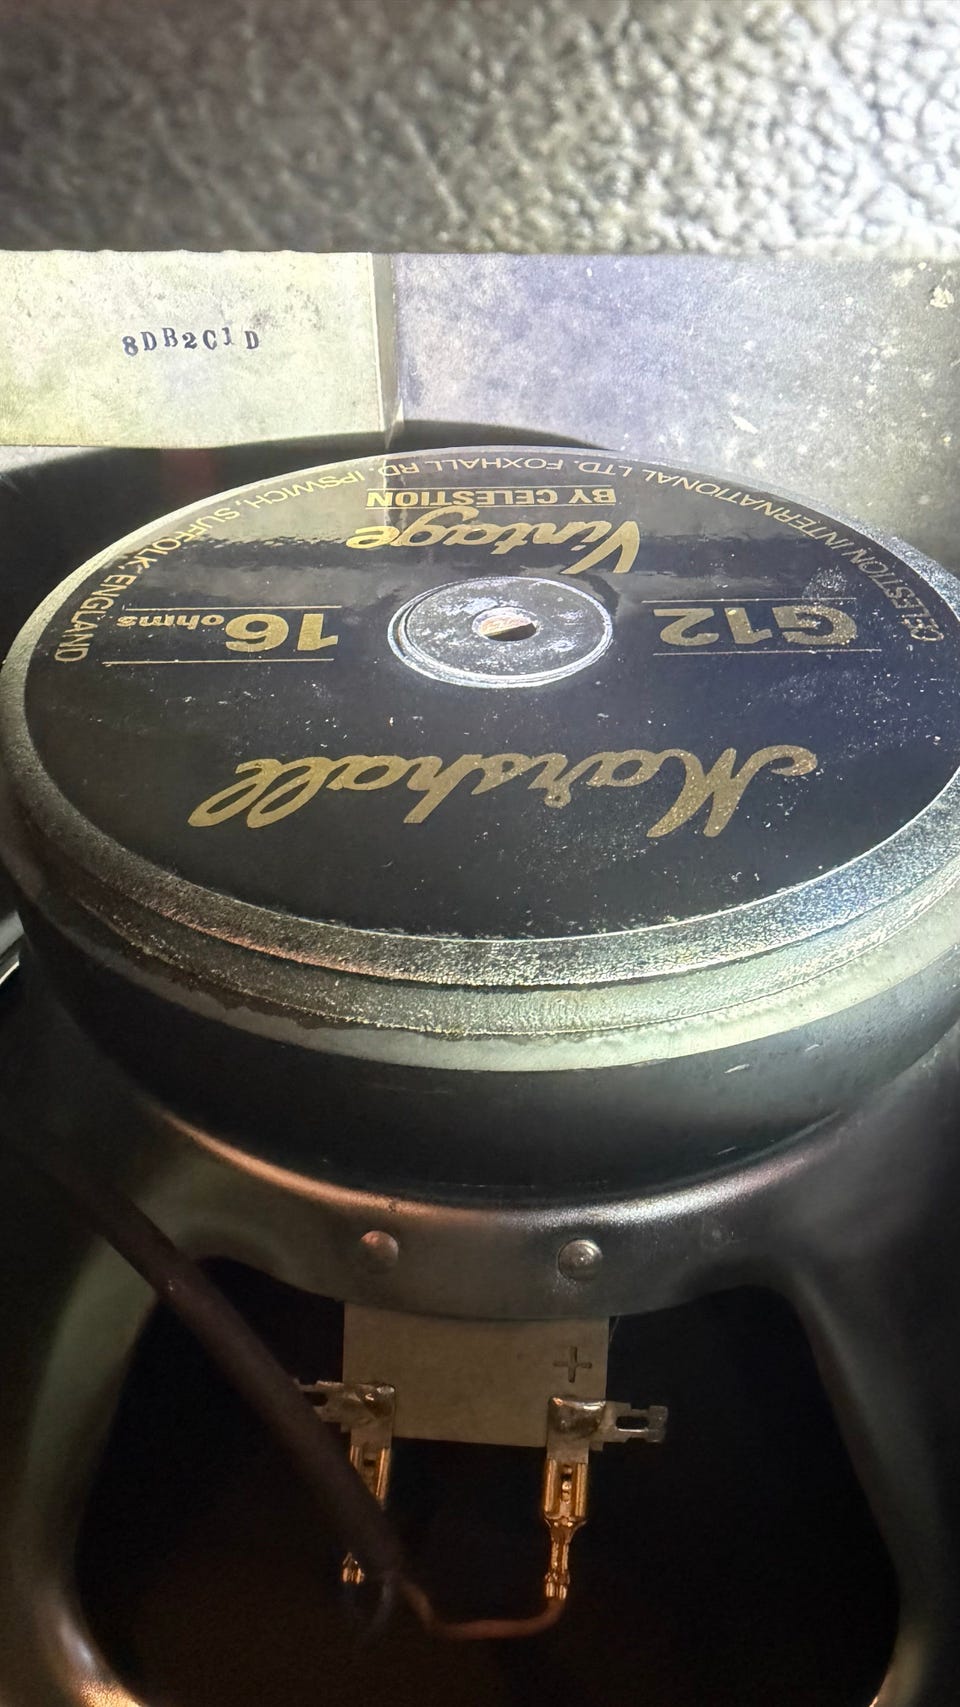 8DB2C1D
CELESTION INTERNATIONAL LTD. FOXHALL RD. IPSWICH, SUFFOLK, ENGLAND
Marshall
G12
16 ohms
Vintage
BY CELESTION
+